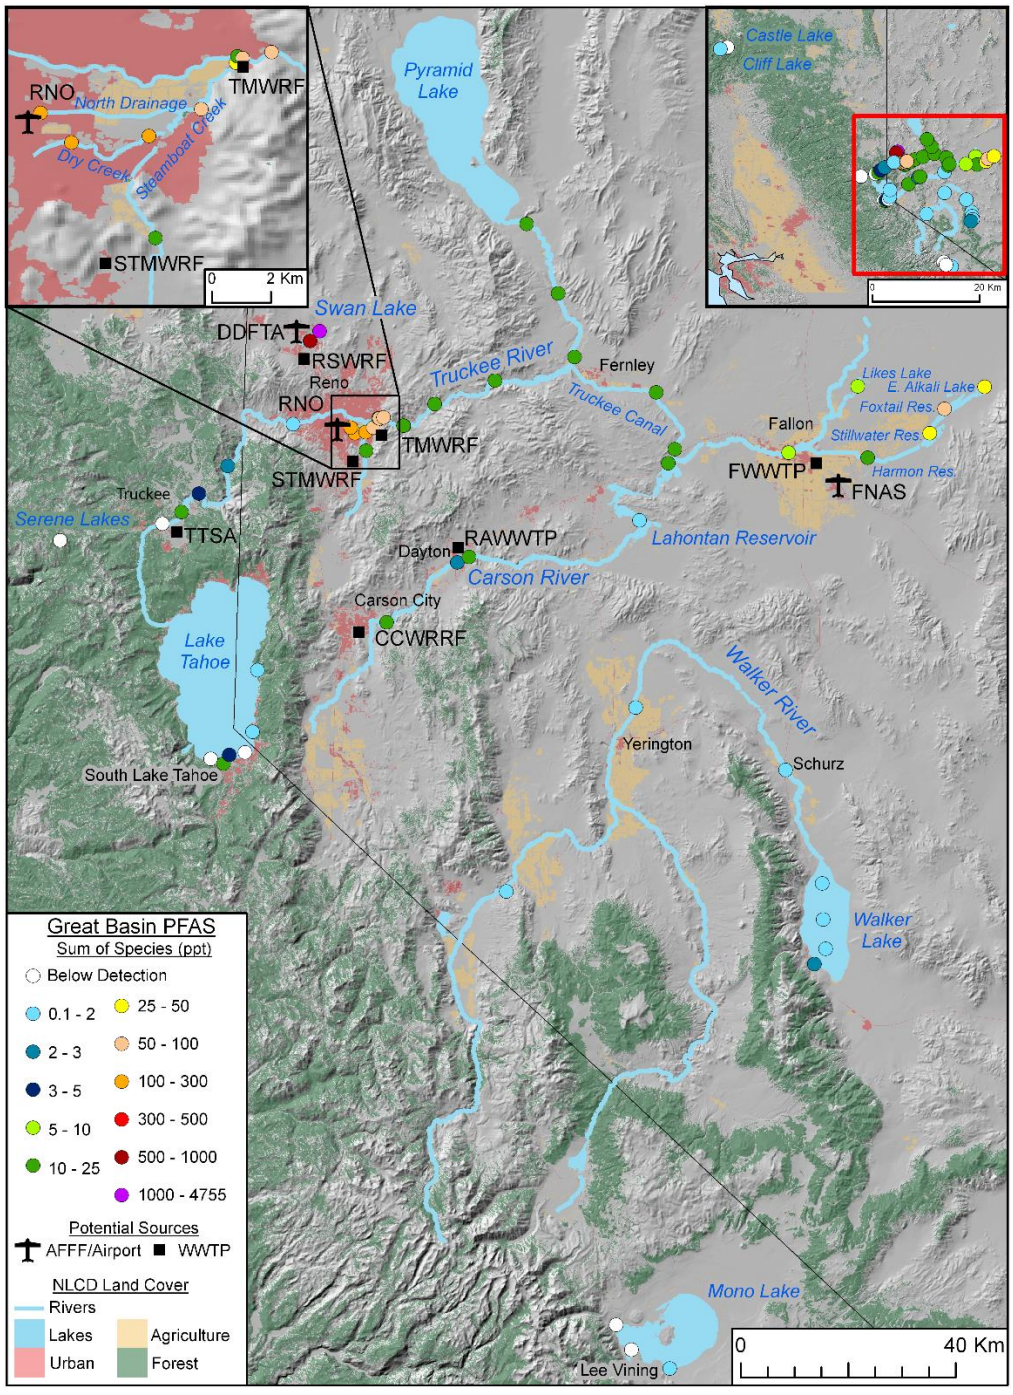 RNO
North Drainage
TMWRF
Dry Creek
Steamboat Creek
STMWRF
0 2 Km
Castle Lake
Cliff Lake
0 20 Km
Pyramid
Lake
Swan Lake
DDFTA
RSWRF
Reno
RNO
Truckee River
Fernley
Truckee Canal
TMWRF
STMWRF
Likes Lake
E. Alkali Lake
Foxtail Res.
Fallon
Stillwater Res.
FWWTP
Harmon Res.
FNAS
Truckee
Serene Lakes
TTSA
Lahontan Reservoir
RAWWTP
Dayton
Carson River
Carson City
CCWRRF
Lake
Tahoe
Walker River
Yerington
Schurz
South Lake Tahoe
Walker
Lake
Great Basin PFAS
Sum of Species (ppt)
Below Detection
0.1 - 2
2 - 3
3 - 5
5 - 10
10 - 25
25 - 50
50 - 100
100 - 300
300 - 500
500 - 1000
1000 - 4755
Potential Sources
AFFF/Airport WWTP
NLCD Land Cover
Rivers
Lakes Agriculture
Urban Forest
Mono Lake
Lee Vining
0 40 Km